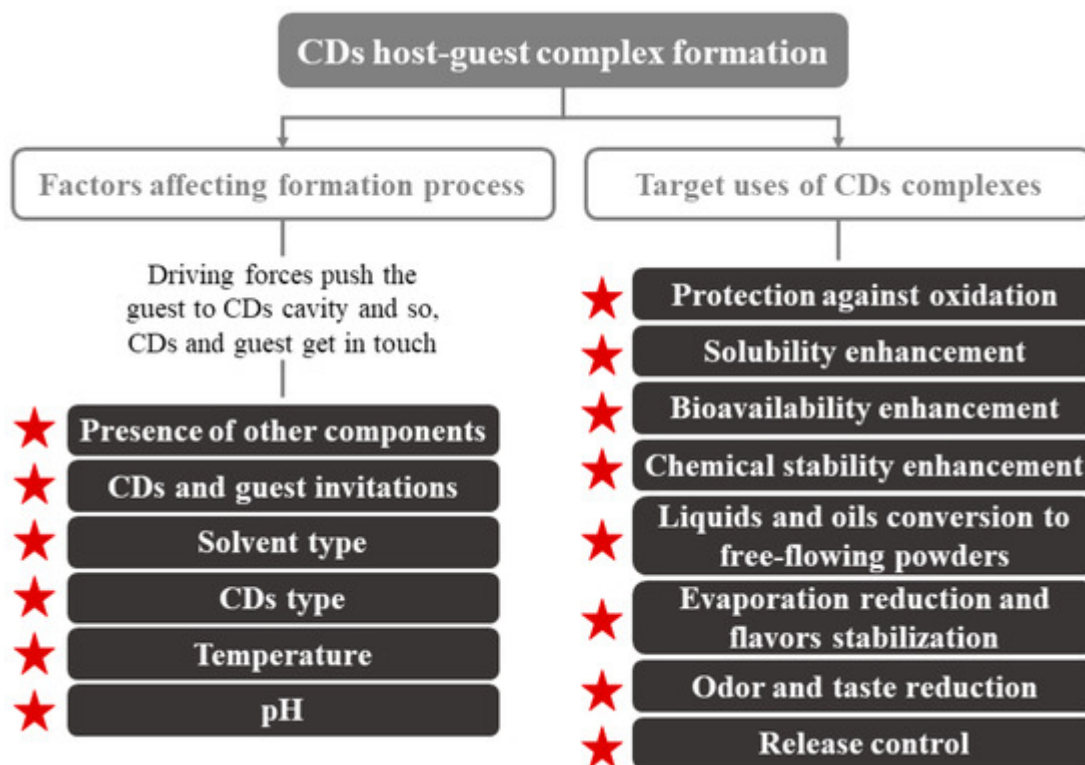 CDs host-guest complex formation
Factors affecting formation process
Driving forces push the
guest to CDs cavity and so,
CDs and guest get in touch
Presence of other components
CDs and guest invitations
Solvent type
CDs type
Temperature
pH
Target uses of CDs complexes
Protection against oxidation
Solubility enhancement
Bioavailability enhancement
Chemical stability enhancement
Liquids and oils conversion to
free-flowing powders
Evaporation reduction and
flavors stabilization
Odor and taste reduction
Release control